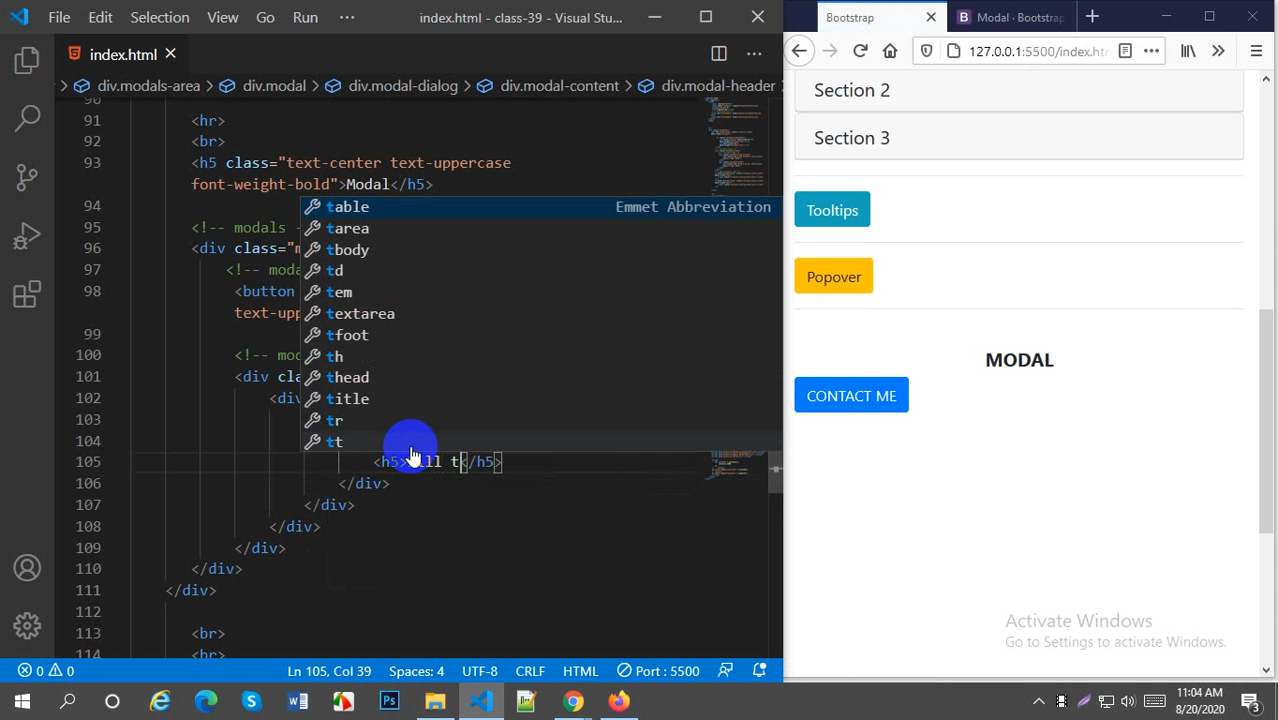 File Edit Selection View Go Run ··· index.html - class-39 - Visual Stu...
index.html
div.modals-area > div.modal > div.modal-dialog > div.modal-content > div.modal-header
90
91 <hr>
92 <br>
93 <h5 class="text-center text-uppercase
font-weight-bold">Modal</h5>
94
95 <!-- modals -
96 <div class="m
97 <!-- moda
98 <button
text-upp
99
100 <!-- mod
101 <div cla
102 <div
103
104
105 <h5> ll t</h5>
106 </div>
107 </div>
108 </div>
109 </div>
110 </div>
111 </div>
112
113 <br>
114 <br>
table Emmet Abbreviation
tarea
tbody
td
tem
textarea
tfoot
th
thead
title
tr
tt
0 0 Ln 105, Col 39 Spaces: 4 UTF-8 CRLF HTML Port : 5500
Bootstrap
Modal · Bootstrap
127.0.0.1:5500/index.htm
Section 2
Section 3
Tooltips
Popover
MODAL
CONTACT ME
Activate Windows
Go to Settings to activate Windows.
11:04 AM
8/20/2020
3